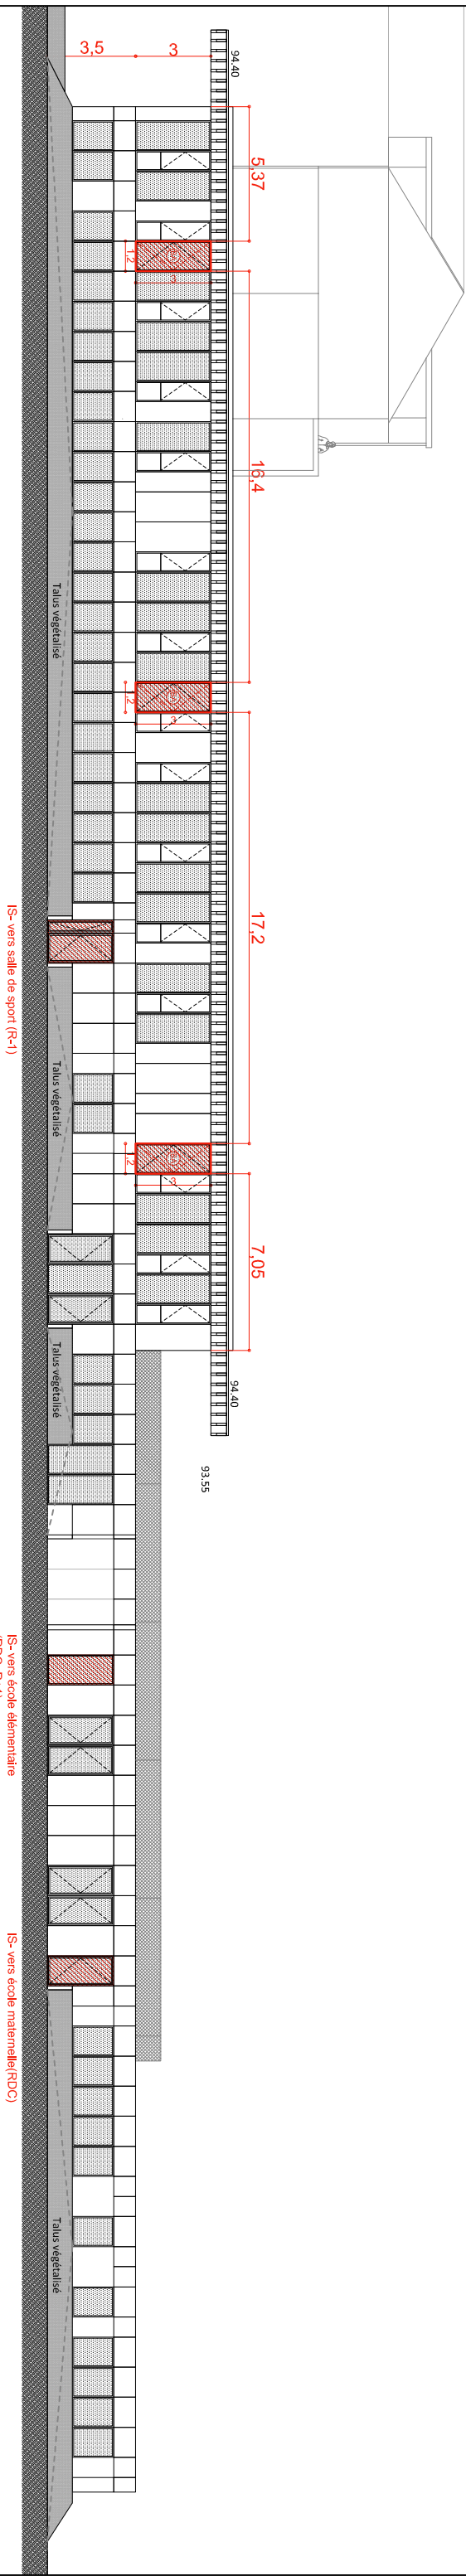 94.40
94.40
93.55
5,37
16,4
17,2
7,05
3
3,5
3
3
3
1,2
1,2
1,2
Talus végétalisé
Talus végétalisé
Talus végétalisé
Talus végétalisé
IS- vers salle de sport (R-1)
IS- vers école élémentaire
IS- vers école maternelle(RDC)